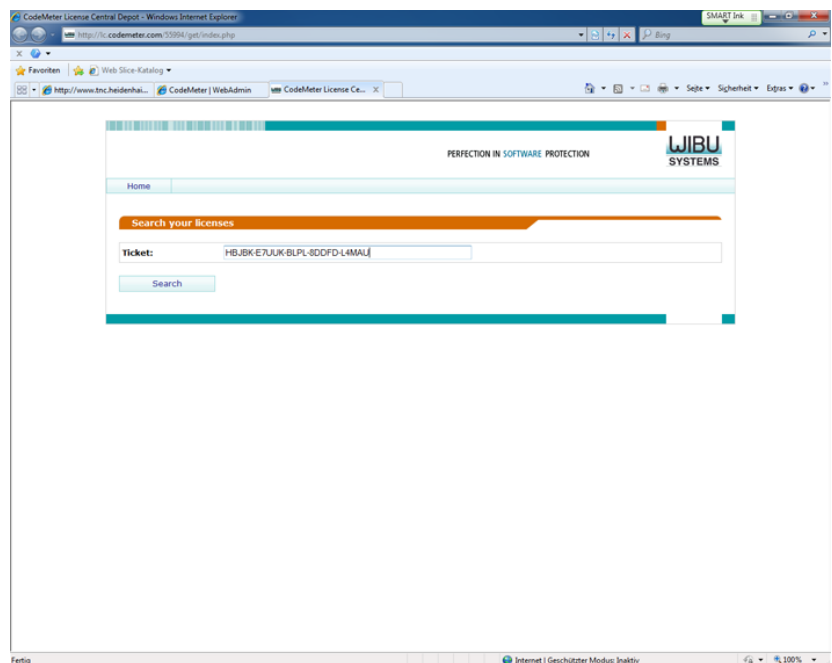 CodeMeter License Central Depot - Windows Internet Explorer
SMART Ink
http://lc.codemeter.com/55994/get/index.php
Bing
X
Favoriten
Web Slice-Katalog
http://www.tnc.heidenhai...
CodeMeter | WebAdmin
CodeMeter License Ce...
X
Seite
Sicherheit
Extras
PERFECTION IN SOFTWARE PROTECTION
WIBU
SYSTEMS
Home
Search your licenses
Ticket:
HBJBK-E7UUK-BLPL-8DDFD-L4MAU
Search
Fertig
Internet | Geschützter Modus: Inaktiv
100%